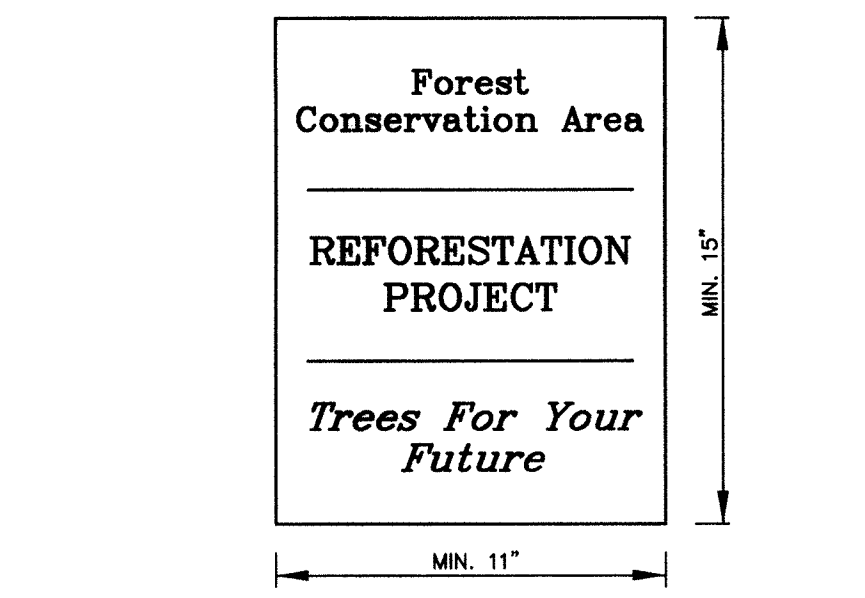 Forest
Conservation Area
REFORESTATION
PROJECT
Trees For Your
Future
MIN. 15"
MIN. 11"